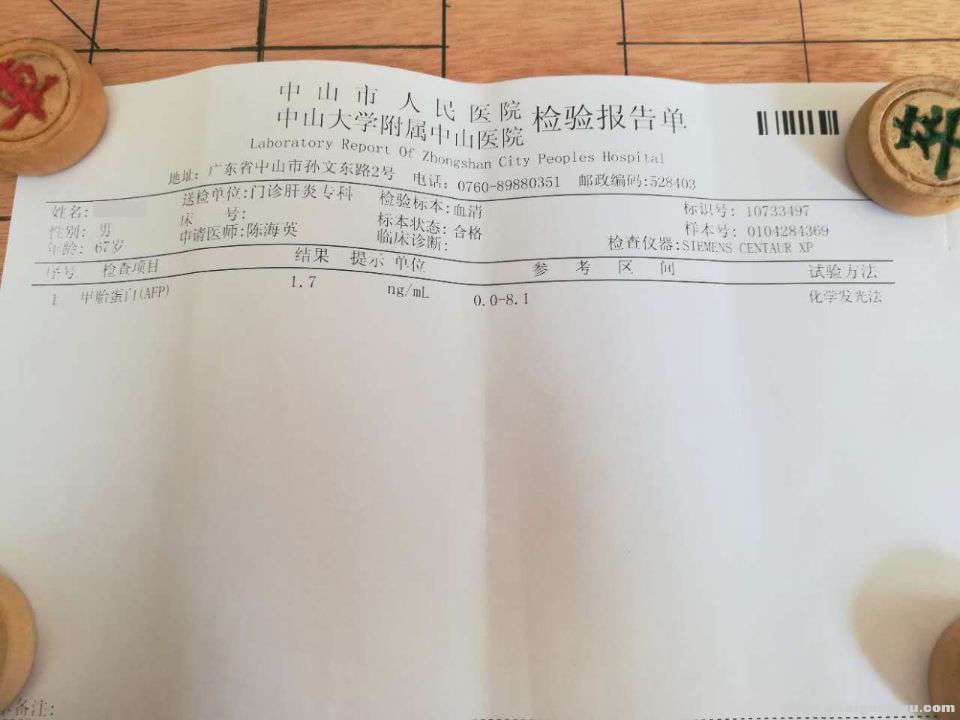 中山市人民医院
中山大学附属中山医院 检验报告单
Laboratory Report Of Zhongshan City Peoples Hospital
地址: 广东省中山市孙文东路2号 电话: 0760-89880351 邮政编码:528403
姓名: 送检单位:门诊肝炎专科 检验标本:血清 标识号: 10733497
性别: 男 床 号: 标本状态:合格 样本号: 0104284369
年龄: 67岁 申请医师:陈海英 临床诊断: 检查仪器:SIEMENS CENTAUR XP
序号 检查项目 结果 提示 单位 参 考 区 间 试验方法
1 甲胎蛋白(AFP) 1.7 ng/mL 0.0-8.1 化学发光法
备注:
车